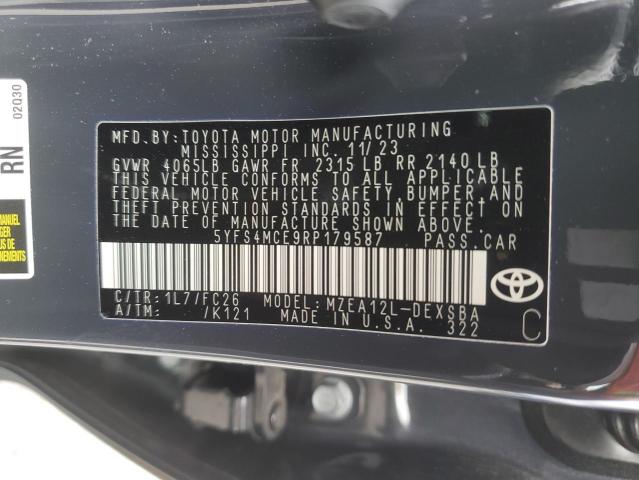 02Q30
RN
MANUEL
MFD. BY: TOYOTA MOTOR MANUFACTURING
MISSISSIPPI INC. 11/23
GVWR 4065LB GAWR FR 2315 LB RR 2140 LB
THIS VEHICLE CONFORMS TO ALL APPLICABLE
FEDERAL MOTOR VEHICLE SAFETY, BUMPER, AND
THEFT PREVENTION STANDARDS IN EFFECT ON
THE DATE OF MANUFACTURE SHOWN ABOVE.
5YFS4MCE9RP179587 PASS. CAR
C/TR: 1L7/FC26 MODEL: MZEA12L-DEXSBA
A/TM: /K121 MADE IN U.S.A. 322
C
TOYOTA